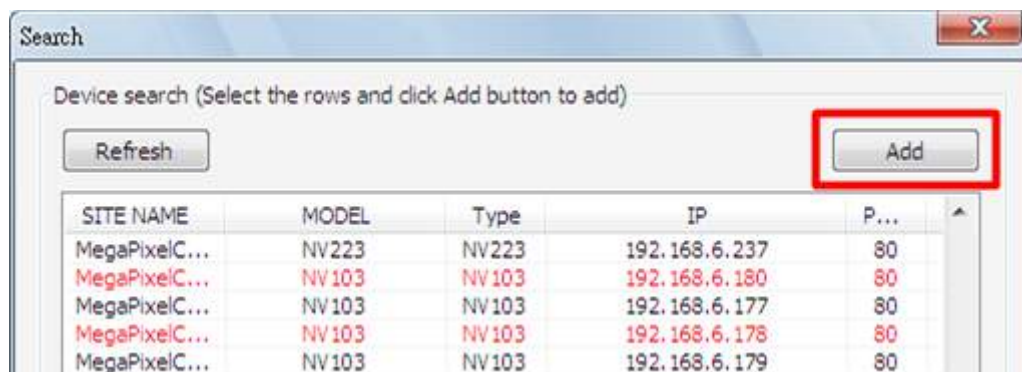 Search
Device search (Select the rows and click Add button to add)
Refresh Add
SITE NAME MODEL Type IP P...
MegaPixelC... NV223 NV223 192.168.6.237 80
MegaPixelC... NV103 NV103 192.168.6.180 80
MegaPixelC... NV103 NV103 192.168.6.177 80
MegaPixelC... NV103 NV103 192.168.6.178 80
MegaPixelC... NV103 NV103 192.168.6.179 80